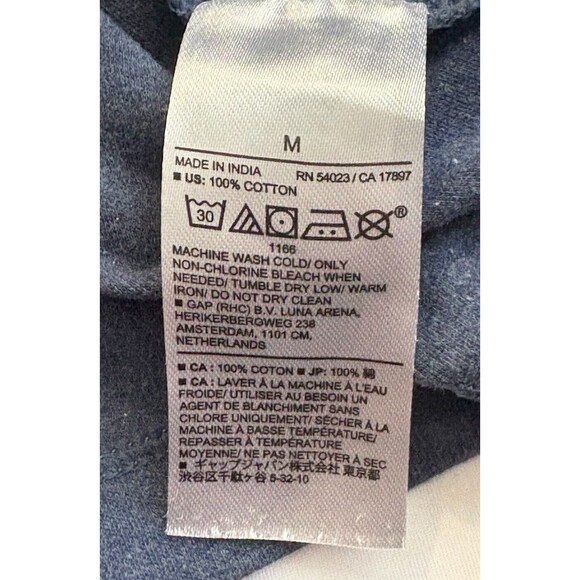 M
MADE IN INDIA RN 54023 / CA 17897
■ US: 100% COTTON
30 ®
1166
MACHINE WASH COLD/ ONLY
NON-CHLORINE BLEACH WHEN
NEEDED/ TUMBLE DRY LOW/ WARM
IRON/ DO NOT DRY CLEAN
■ GAP (RHC) B.V. LUNA ARENA,
HERIKERBERGWEG 238
AMSTERDAM, 1101 CM,
NETHERLANDS
■ CA : 100% COTON ■ JP: 100% 綿
■ CA : LAVER À LA MACHINE À L'EAU
FROIDE/ UTILISER AU BESOIN UN
AGENT DE BLANCHIMENT SANS
CHLORE UNIQUEMENT/ SÉCHER À LA
MACHINE À BASSE TEMPÉRATURE/
REPASSER À TEMPÉRATURE
MOYENNE/ NE PAS NETTOYER À SEC
■ ギャップジャパン株式会社 東京都
渋谷区千駄ヶ谷 5-32-10